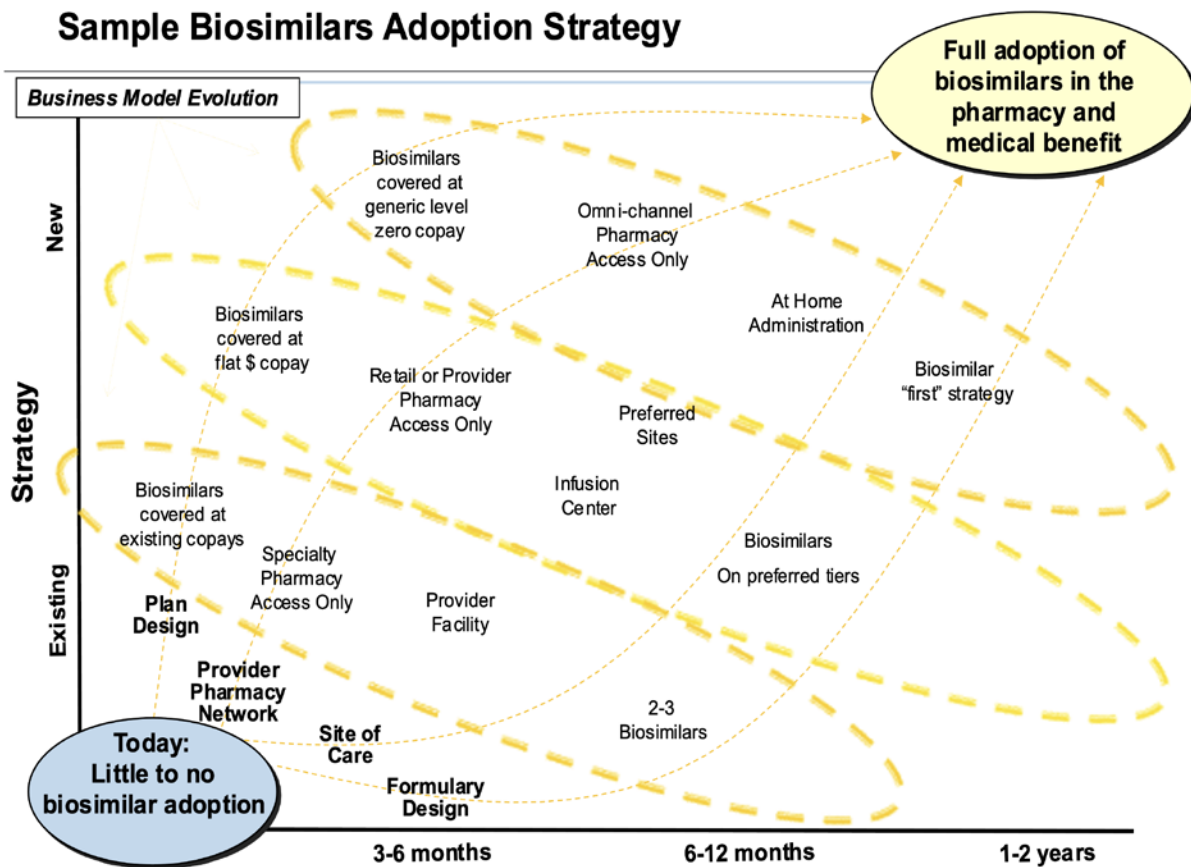 Sample Biosimilars Adoption Strategy
Full adoption of
biosimilars in the
pharmacy and
medical benefit
Business Model Evolution
New
Strategy
Existing
Biosimilars
covered at
generic level
zero copay
Omni-channel
Pharmacy
Access Only
At Home
Administration
Biosimilar
“first” strategy
Biosimilars
covered at
flat $ copay
Retail or Provider
Pharmacy
Access Only
Preferred
Sites
Infusion
Center
Biosimilars
On preferred tiers
Biosimilars
covered at
existing copays
Specialty
Pharmacy
Access Only
Provider
Facility
2-3
Biosimilars
Plan
Design
Provider
Pharmacy
Network
Site of
Care
Formulary
Design
Today:
Little to no
biosimilar adoption
3-6 months
6-12 months
1-2 years